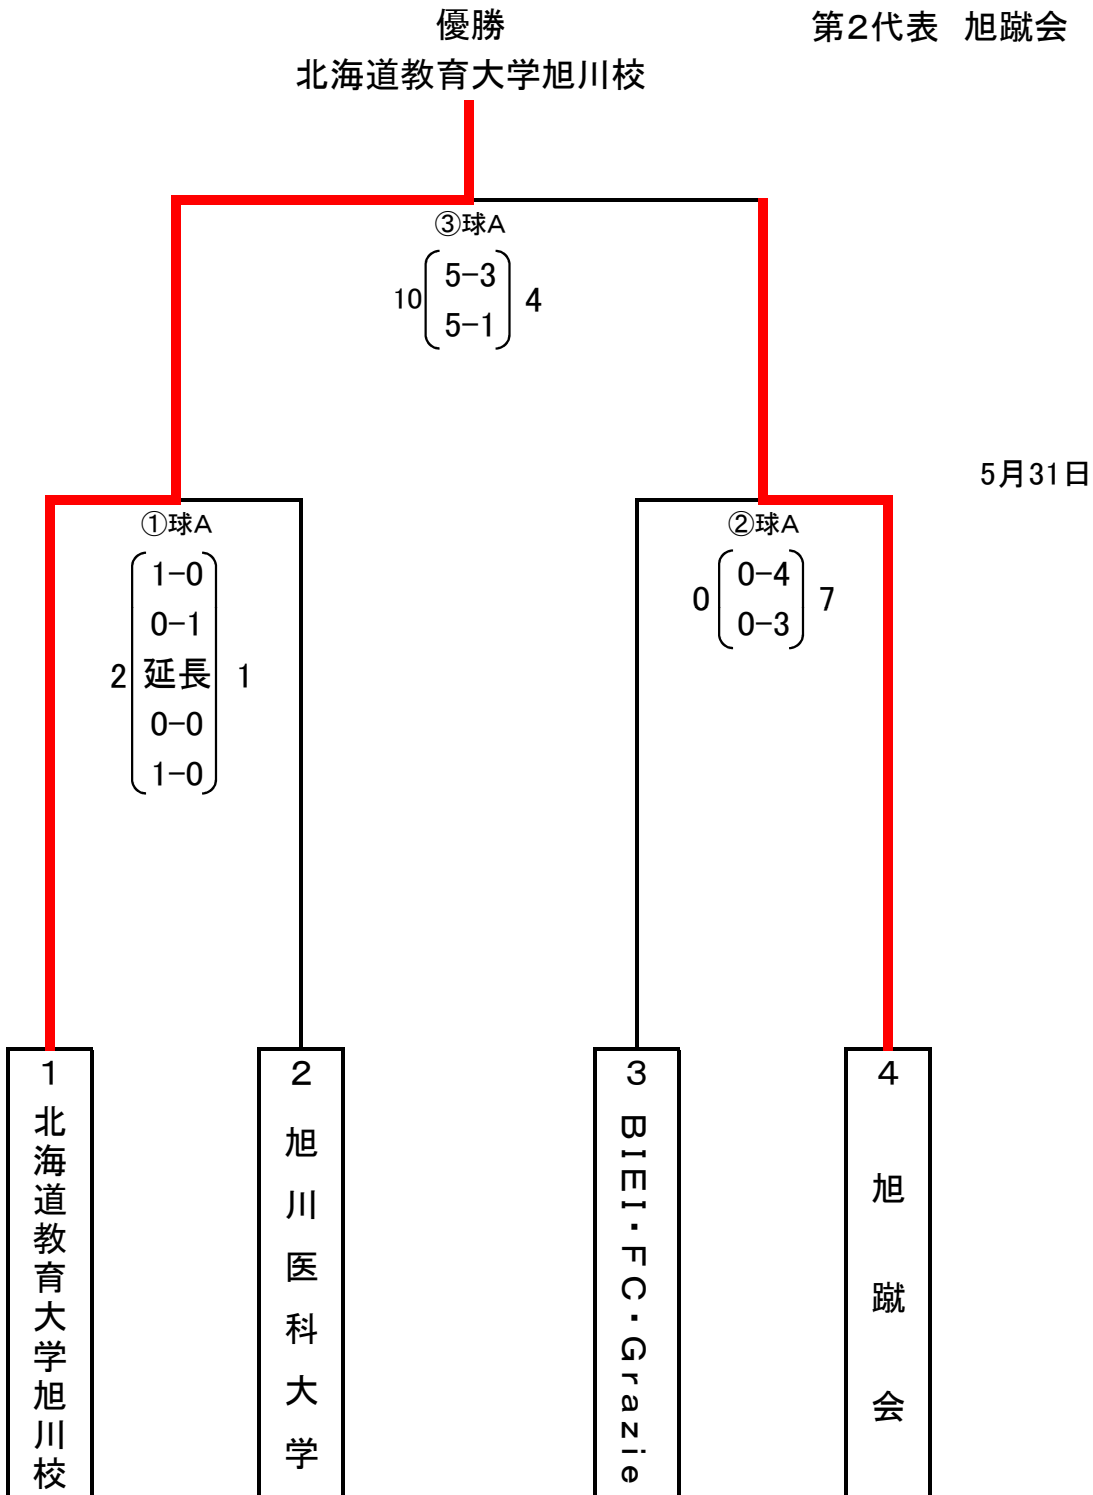 優勝
第2代表　旭蹴会
北海道教育大学旭川校
③球A
10
5-3
5-1
4
5月31日
①球A
2
1-0
0-1
延長
0-0
1-0
1
②球A
0
0-4
0-3
7
1
北海道教育大学旭川校
2
旭川医科大学
3
BIEI・FC・Grazie
4
旭蹴会